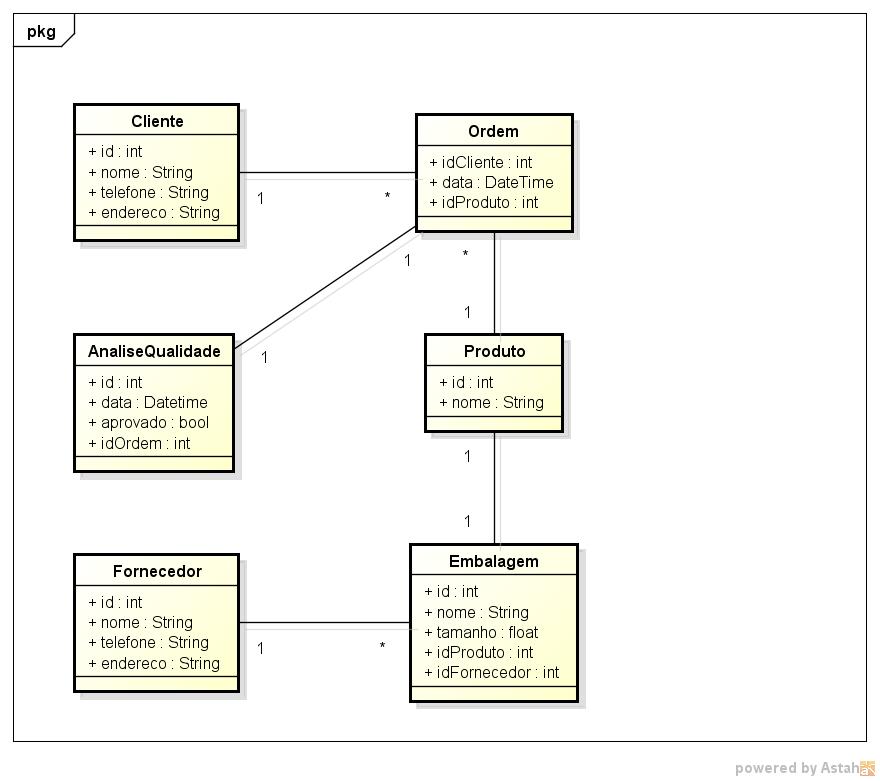 pkg
Cliente
+ id : int
+ nome : String
+ telefone : String
+ endereco : String
Ordem
+ idCliente : int
+ data : DateTime
+ idProduto : int
1
*
1
1
*
1
AnaliseQualidade
+ id : int
+ data : Datetime
+ aprovado : bool
+ idOrdem : int
Produto
+ id : int
+ nome : String
1
1
Fornecedor
+ id : int
+ nome : String
+ telefone : String
+ endereco : String
1
*
Embalagem
+ id : int
+ nome : String
+ tamanho : float
+ idProduto : int
+ idFornecedor : int
powered by Astah